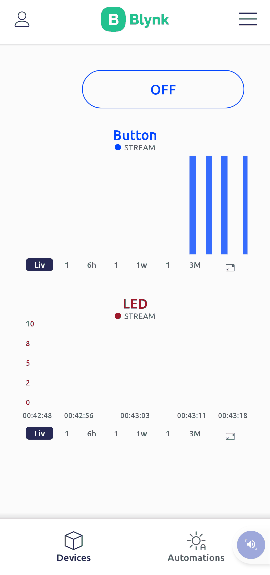 B Blynk
OFF
Button
STREAM
Liv 1 6h 1 1w 1 3M
LED
STREAM
10
8
5
2
0
00:42:48 00:42:56 00:43:03 00:43:11 00:43:18
Liv 1 6h 1 1w 1 3M
Devices Automations